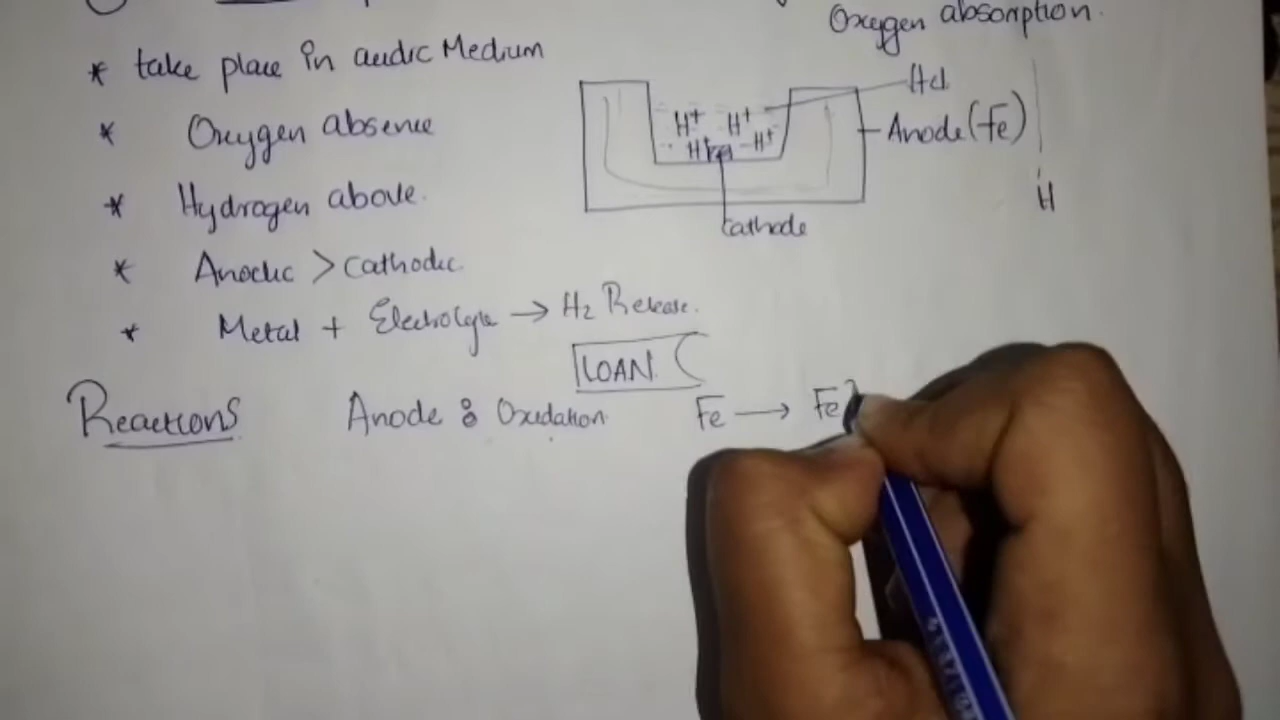 Oxygen absorption.
* take place in acidic Medium
* Oxygen absence
* Hydrogen above.
* Anodic > cathodic.
* Metal + Electrolyte → H2 Release.
HCl
H+ H+
H+ H+
Anode (Fe)
H
Cathode
LOAN
Reactions Anode : Oxidation Fe → Fe2